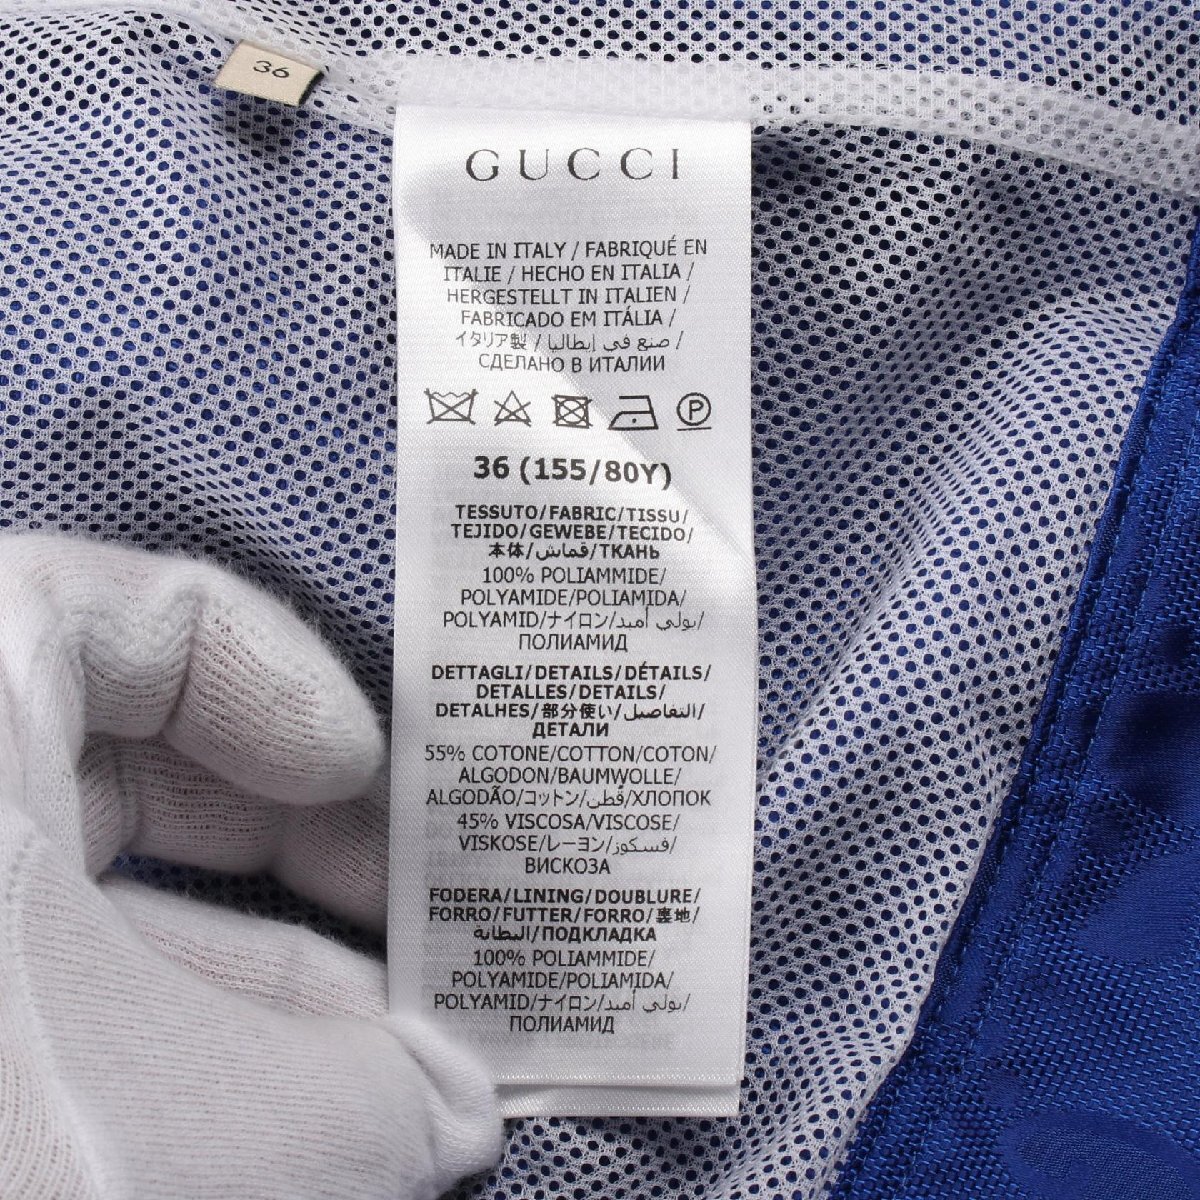 36
GUCCI
MADE IN ITALY / FABRIQUÉ EN
ITALIE / HECHO EN ITALIA /
HERGESTELLT IN ITALIEN /
FABRICADO EM ITÁLIA /
イタリア製 / صنع في إيطاليا /
СДЕЛАНО В ИТАЛИИ
P
36 (155/80Y)
TESSUTO/FABRIC/TISSU/
TEJIDO/GEWEBE/TECIDO/
本体/قماش/ТКАНЬ
100% POLIAMMIDE/
POLYAMIDE/POLIAMIDA/
POLYAMID/ナイロン/بولي أميد/
ПОЛИАМИД
DETTAGLI/DETAILS/DÉTAILS/
DETALLES/DETAILS/
DETALHES/部分使い/التفاصيل/
ДЕТАЛИ
55% COTONE/COTTON/COTON/
ALGODON/BAUMWOLLE/
ALGODÃO/コットン/قطن/ХЛОПОК
45% VISCOSA/VISCOSE/
VISKOSE/レーヨン/فسكوز/
ВИСКОЗА
FODERA/LINING/DOUBLURE/
FORRO/FUTTER/FORRO/裏地/
البطانة/ПОДКЛАДКА
100% POLIAMMIDE/
POLYAMIDE/POLIAMIDA/
POLYAMID/ナイロン/بولي أميد/
ПОЛИАМИД